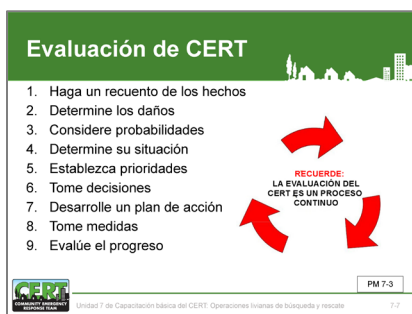 Evaluación de CERT
1. Haga un recuento de los hechos
2. Determine los daños
3. Considere probabilidades
4. Determine su situación
5. Establezca prioridades
6. Tome decisiones
7. Desarrolle un plan de acción
8. Tome medidas
9. Evalúe el progreso
RECUERDE:
LA EVALUACIÓN DEL
CERT ES UN PROCESO
CONTINUO
PM 7-3
CERT
COMMUNITY EMERGENCY
RESPONSE TEAM
Unidad 7 de Capacitación básica del CERT: Operaciones livianas de búsqueda y rescate
7-7